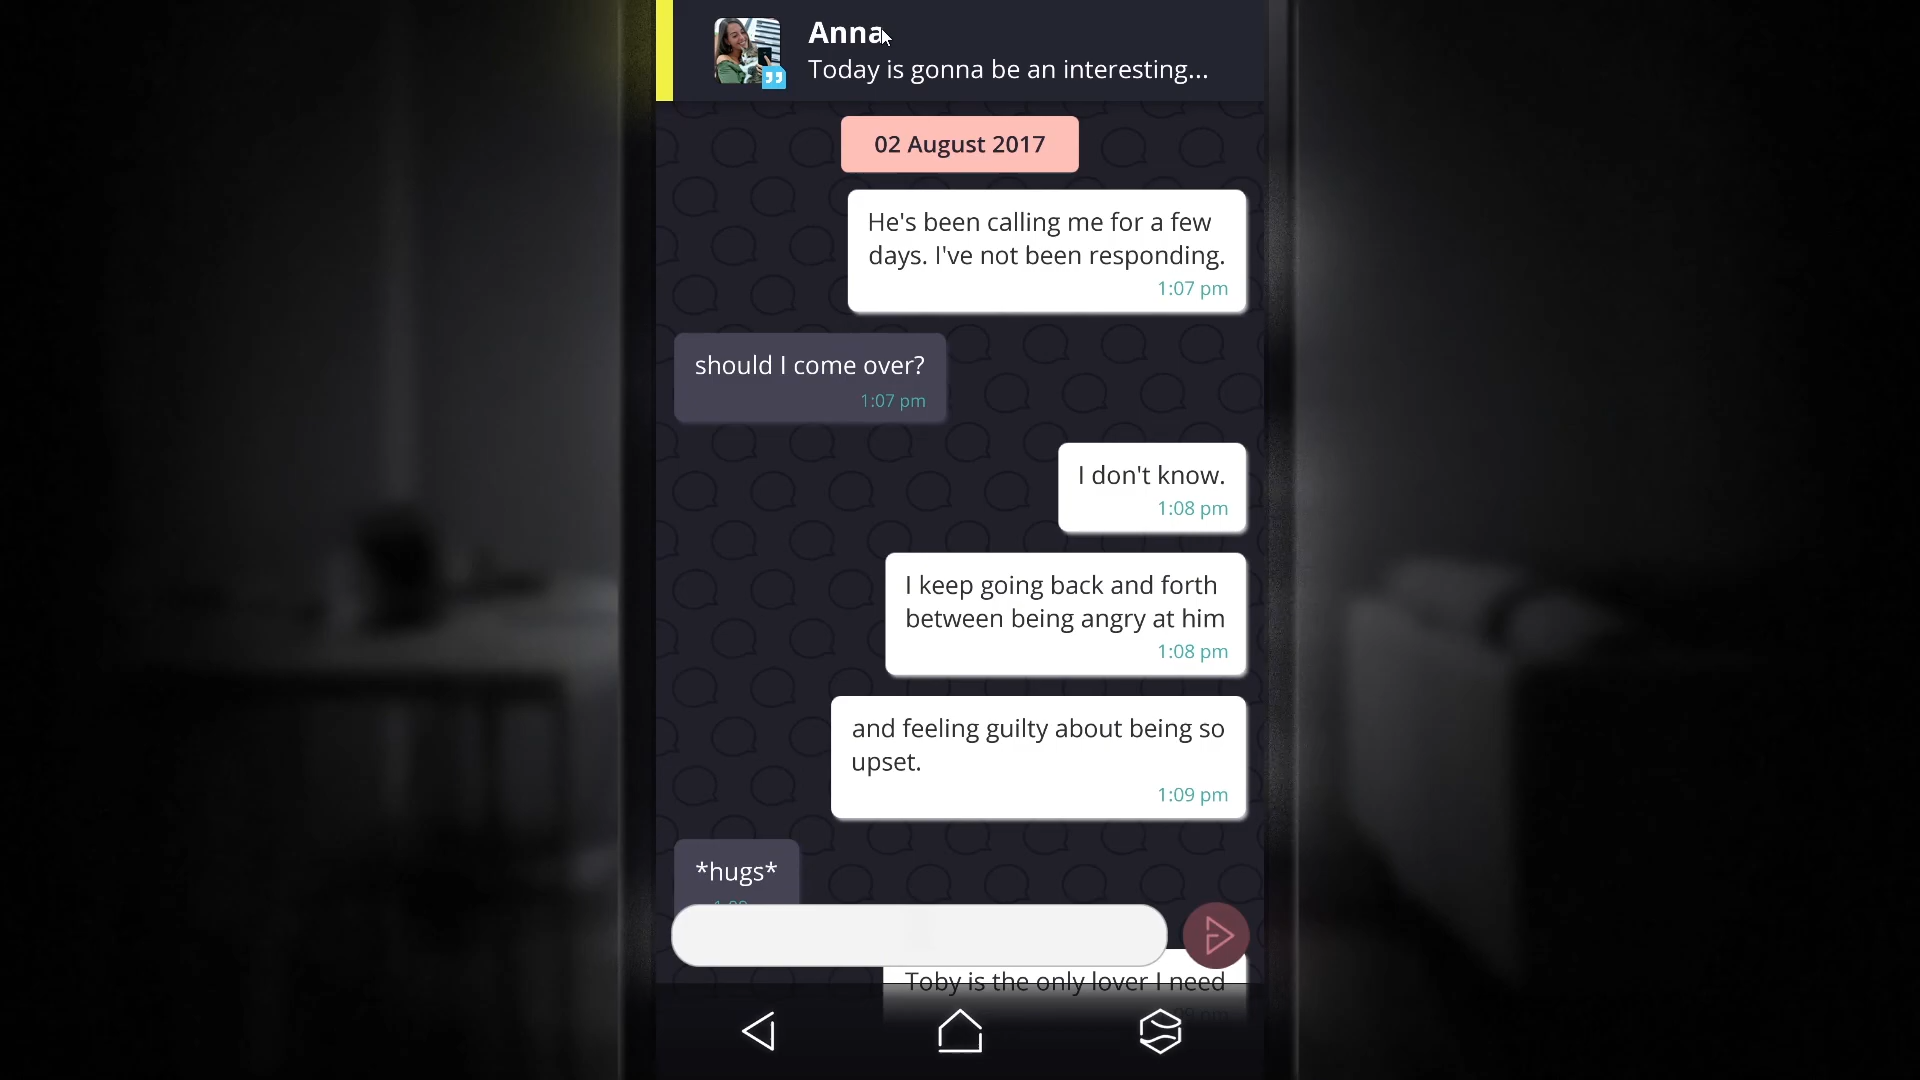 Anna
Today is gonna be an interesting...
02 August 2017
He's been calling me for a few
days. I've not been responding.
1:07 pm
should I come over?
1:07 pm
I don't know.
1:08 pm
I keep going back and forth
between being angry at him
1:08 pm
and feeling guilty about being so
upset.
1:09 pm
*hugs*
Toby is the only lover I need